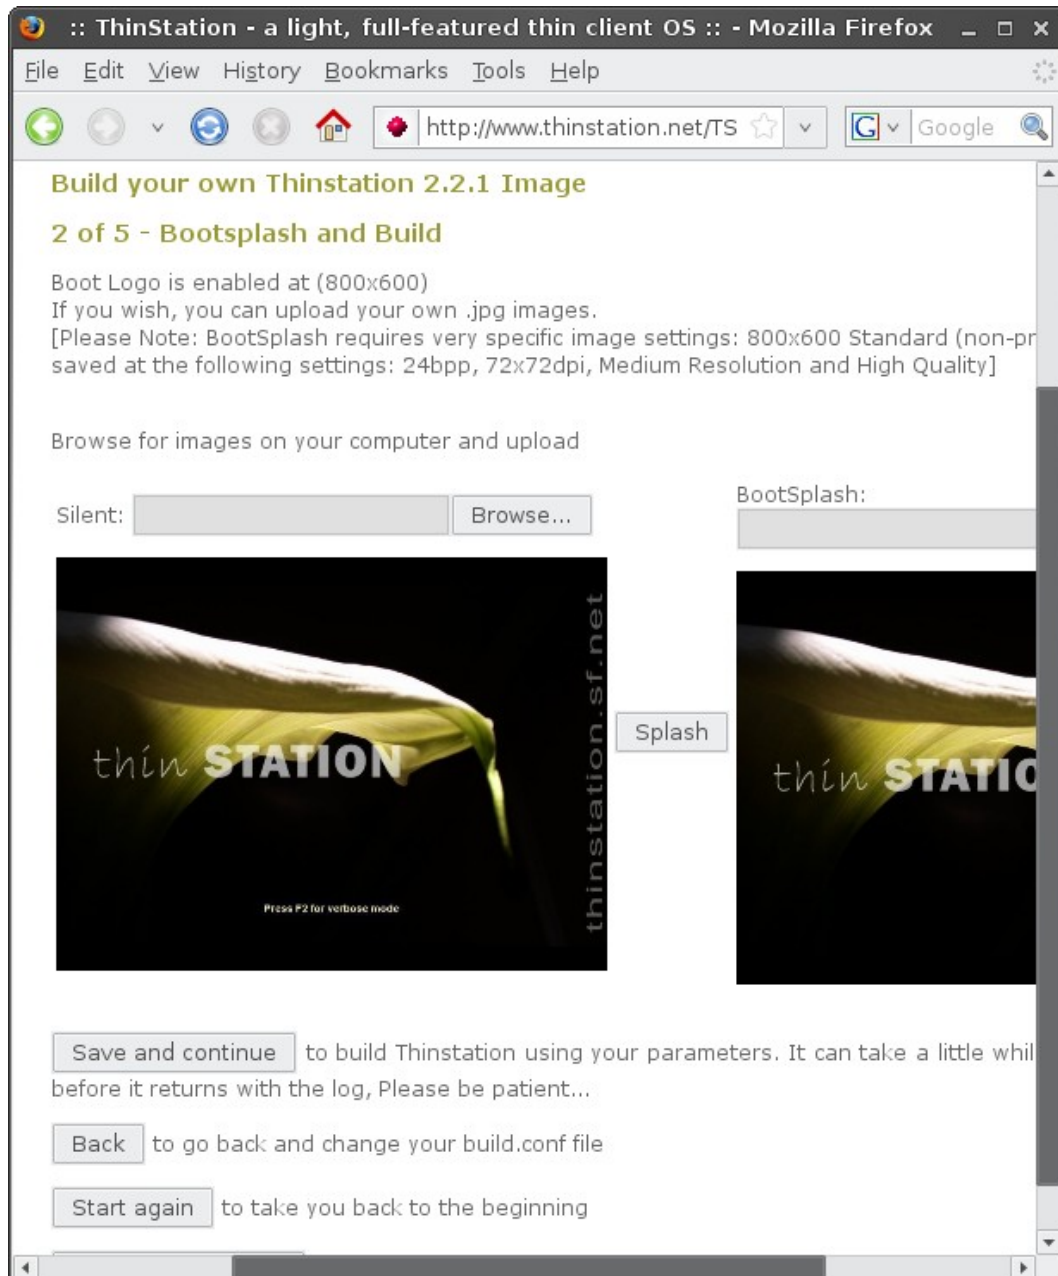 :: ThinStation - a light, full-featured thin client OS :: - Mozilla Firefox
File Edit View History Bookmarks Tools Help
http://www.thinstation.net/TS
G Google
Build your own Thinstation 2.2.1 Image
2 of 5 - Bootsplash and Build
Boot Logo is enabled at (800x600)
If you wish, you can upload your own .jpg images.
[Please Note: BootSplash requires very specific image settings: 800x600 Standard (non-pr
saved at the following settings: 24bpp, 72x72dpi, Medium Resolution and High Quality]
Browse for images on your computer and upload
Silent:
Browse...
BootSplash:
thin STATION
thinstation.sf.net
Press F2 for verbose mode
Splash
thin STATIO
Save and continue to build Thinstation using your parameters. It can take a little whil
before it returns with the log, Please be patient...
Back to go back and change your build.conf file
Start again to take you back to the beginning